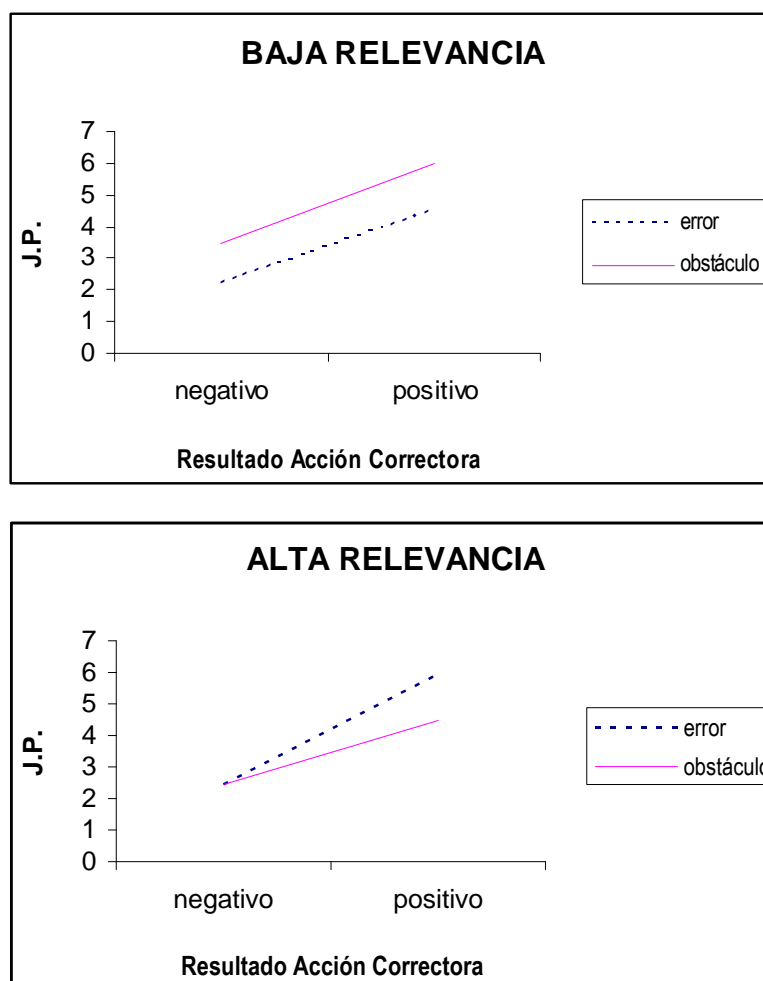 BAJA RELEVANCIA
7
6
5
4
3
2
1
0
J.P.
negativo positivo
Resultado Acción Correctora
error
obstáculo
ALTA RELEVANCIA
7
6
5
4
3
2
1
0
J.P.
negativo positivo
Resultado Acción Correctora
error
obstáculo